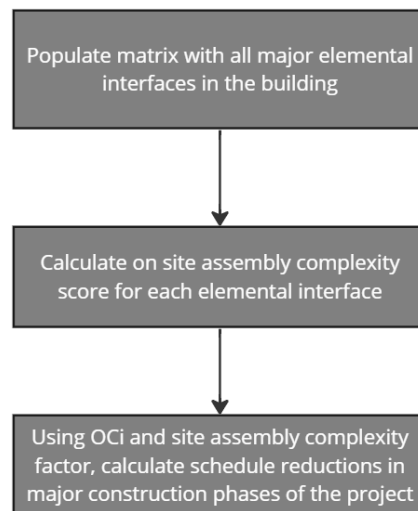 Populate matrix with all major elemental
interfaces in the building
Calculate on site assembly complexity
score for each elemental interface
Using OCi and site assembly complexity
factor, calculate schedule reductions in
major construction phases of the project